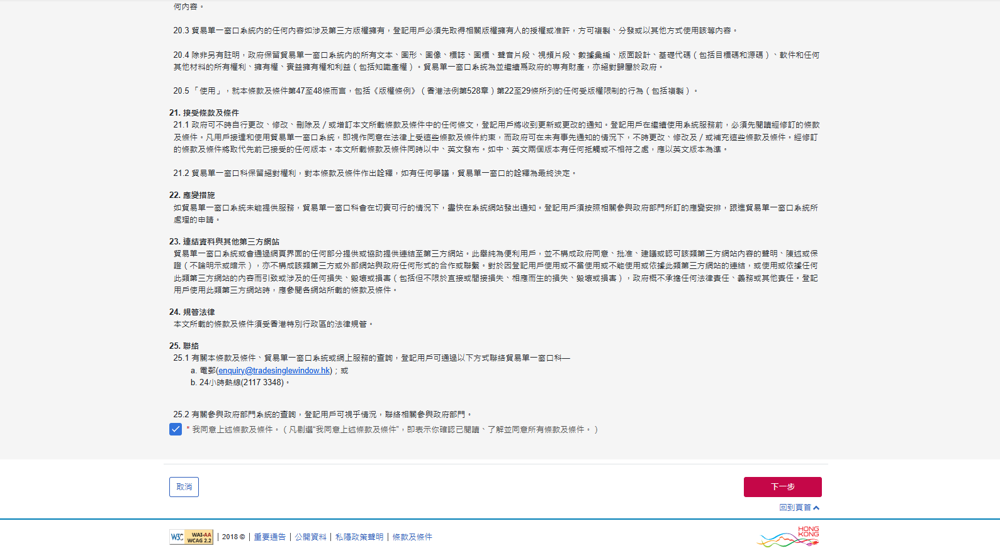 何內容。
20.3 貿易單一窗口系統內的任何內容如涉及第三方版權擁有，登記用戶必須先取得相關版權擁有人的授權或准許，方可複製、分發或以其他方式使用該等內容。
20.4 除非另有註明，政府保留貿易單一窗口系統內的所有文本、圖形、圖像、標誌、圖標、聲音片段、視頻片段、數據彙編、版面設計、基礎代碼（包括目標碼和源碼）、軟件和任何
其他材料的所有權利、擁有權、實益擁有權和利益（包括知識產權）。貿易單一窗口系統為並繼續爲政府的專有財產，亦絕對歸屬於政府。
20.5 「使用」，就本條款及條件第47至48條而言，包括《版權條例》（香港法例第528章）第22至29條所列的任何受版權限制的行為（包括複製）。
21. 接受條款及條件
21.1 政府可不時自行更改、修改、刪除及 / 或增訂本文所載條款及條件中的任何條文，登記用戶將收到更新或更改的通知。登記用戶在繼續使用系統服務前，必須先閱讀經修訂的條款
及條件。凡用戶接達和使用貿易單一窗口系統，即視作同意在法律上受這些條款及條件約束，而政府可在未有事先通知的情況下，不時更改、修改及 / 或補充這些條款及條件。經修訂
的條款及條件將取代先前已接受的任何版本。本文所載條款及條件同時以中、英文發布。如中、英文兩個版本有任何抵觸或不相符之處，應以英文版本為準。
21.2 貿易單一窗口科保留絕對權利，對本條款及條件作出詮釋，如有任何爭議，貿易單一窗口的詮釋為最終決定。
22. 應變措施
如貿易單一窗口系統未能提供服務，貿易單一窗口科會在切實可行的情況下，盡快在系統網站發出通知。登記用戶須按照相關參與政府部門所訂的應變安排，跟進貿易單一窗口系統所
處理的申請。
23. 連結資料與其他第三方網站
貿易單一窗口系統或會通過網頁界面的任何部分提供或協助提供連結至第三方網站。此舉純為便利用戶，並不構成政府同意、批准、建議或認可該類第三方網站內容的聲明、陳述或保
證（不論明示或暗示），亦不構成該類第三方或外部網站與政府任何形式的合作或聯繫。對於因登記用戶使用或不當使用或不能使用或依據此類第三方網站的連結，或使用或依據任何
此類第三方網站的內容而引致或涉及的任何損失、毀壞或損害（包括但不限於直接或間接損失、相應而生的損失、毀壞或損害），政府概不承擔任何法律責任、義務或其他責任。登記
用戶使用此類第三方網站時，應參閱各網站所載的條款及條件。
24. 規管法律
本文所載的條款及條件須受香港特別行政區的法律規管。
25. 聯絡
25.1 有關本條款及條件、貿易單一窗口系統或網上服務的查詢，登記用戶可通過以下方式聯絡貿易單一窗口科—
a. 電郵(enquiry@tradesinglewindow.hk)；或
b. 24小時熱線(2117 3348)。
25.2 有關參與政府部門系統的查詢，登記用戶可視乎情況，聯絡相關參與政府部門。
* 我同意上述條款及條件。（凡剔選“我同意上述條款及條件”，即表示你確認已閱讀、了解並同意所有條款及條件。）
取消
下一步
回到頁首
W3C WAI-AA WCAG 2.2 | 2018 © | 重要通告 | 公開資料 | 私隱政策聲明 | 條款及條件
HONG
KONG